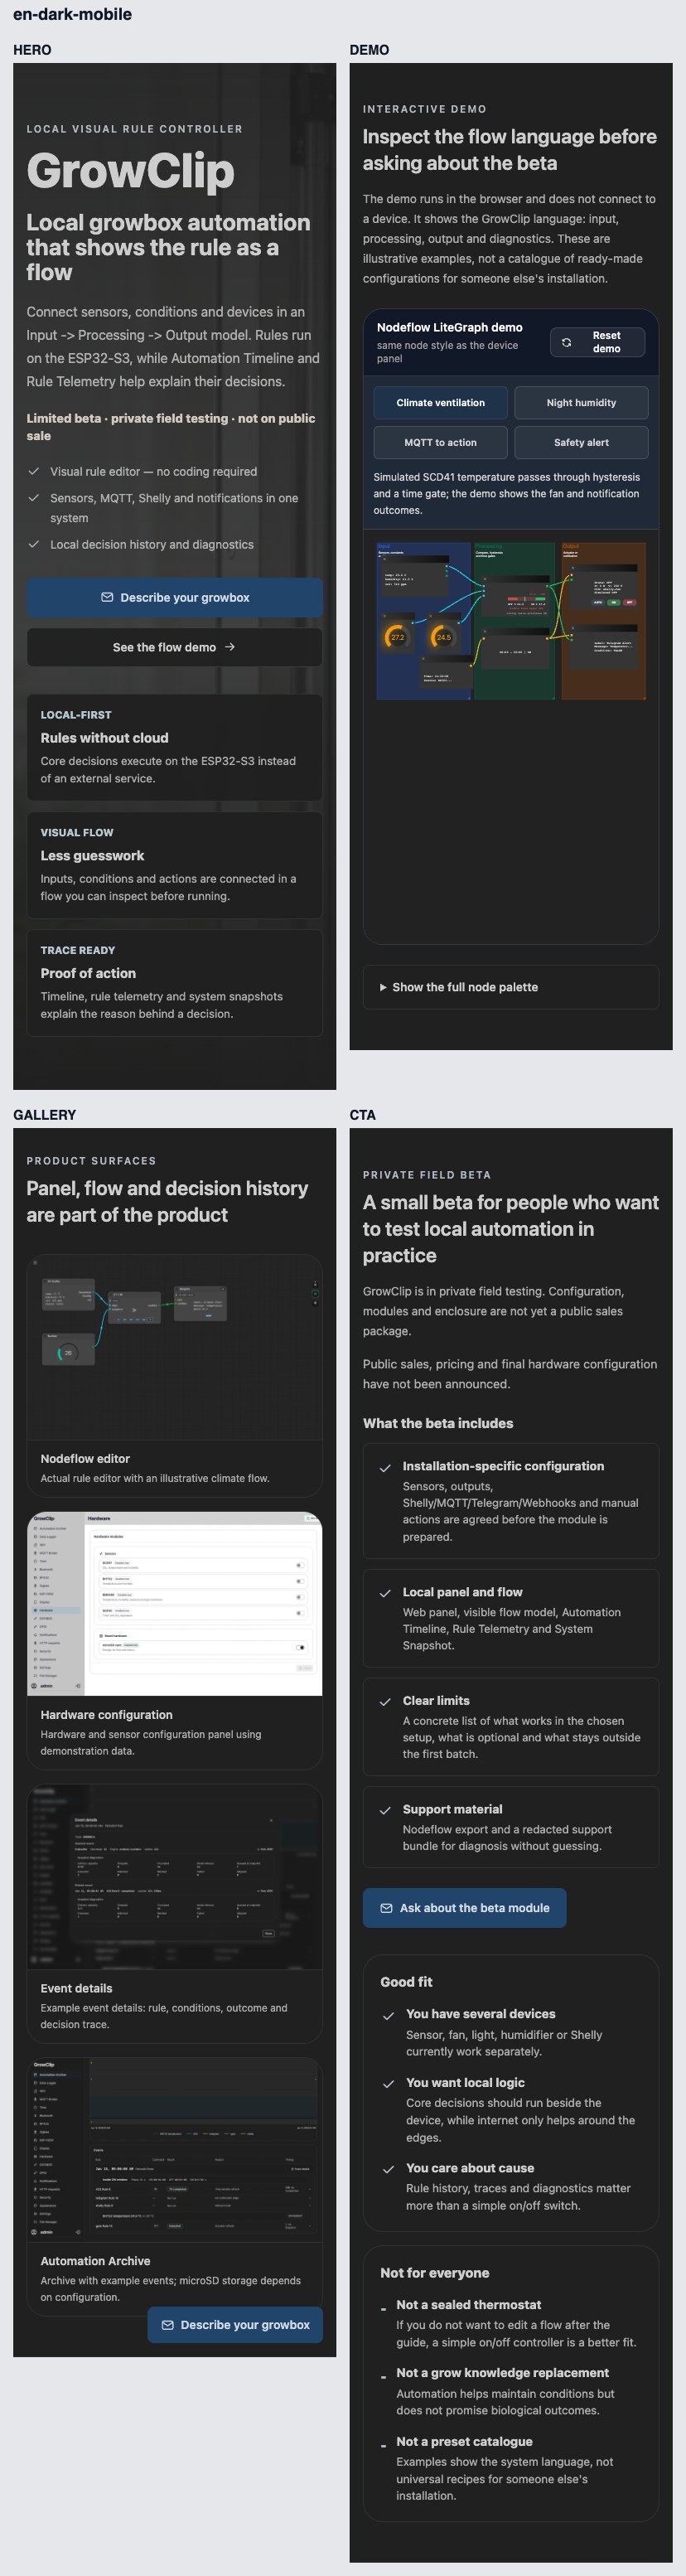 en-dark-mobile
HERO
LOCAL VISUAL RULE CONTROLLER
GrowClip
Local growbox automation
that shows the rule as a
flow
Connect sensors, conditions and devices in an
Input -> Processing -> Output model. Rules run
on the ESP32-S3, while Automation Timeline and
Rule Telemetry help explain their decisions.
Limited beta · private field testing · not on public
sale
Visual rule editor — no coding required
Sensors, MQTT, Shelly and notifications in one
system
Local decision history and diagnostics
Describe your growbox
See the flow demo
LOCAL-FIRST
Rules without cloud
Core decisions execute on the ESP32-S3 instead
of an external service.
VISUAL FLOW
Less guesswork
Inputs, conditions and actions are connected in a
flow you can inspect before running.
TRACE READY
Proof of action
Timeline, rule telemetry and system snapshots
explain the reason behind a decision.
DEMO
INTERACTIVE DEMO
Inspect the flow language before
asking about the beta
The demo runs in the browser and does not connect to
a device. It shows the GrowClip language: input,
processing, output and diagnostics. These are
illustrative examples, not a catalogue of ready-made
configurations for someone else's installation.
Nodeflow LiteGraph demo
same node style as the device
panel
Reset
demo
Climate ventilation
Night humidity
MQTT to action
Safety alert
Simulated SCD41 temperature passes through hysteresis
and a time gate; the demo shows the fan and notification
outcomes.
Input
Processing
Output
27.2
24.5
Show the full node palette
GALLERY
PRODUCT SURFACES
Panel, flow and decision history
are part of the product
Nodeflow editor
Actual rule editor with an illustrative climate flow.
GrowClip
Hardware
admin
Hardware configuration
Hardware and sensor configuration panel using
demonstration data.
Event details
Event details
Example event details: rule, conditions, outcome and
decision trace.
GrowClip
Automation Archive
Events
admin
Automation Archive
Archive with example events; microSD storage depends
on configuration.
Describe your growbox
CTA
PRIVATE FIELD BETA
A small beta for people who want
to test local automation in
practice
GrowClip is in private field testing. Configuration,
modules and enclosure are not yet a public sales
package.
Public sales, pricing and final hardware configuration
have not been announced.
What the beta includes
Installation-specific configuration
Sensors, outputs,
Shelly/MQTT/Telegram/Webhooks and manual
actions are agreed before the module is
prepared.
Local panel and flow
Web panel, visible flow model, Automation
Timeline, Rule Telemetry and System
Snapshot.
Clear limits
A concrete list of what works in the chosen
setup, what is optional and what stays outside
the first batch.
Support material
Nodeflow export and a redacted support
bundle for diagnosis without guessing.
Ask about the beta module
Good fit
You have several devices
Sensor, fan, light, humidifier or Shelly
currently work separately.
You want local logic
Core decisions should run beside the
device, while internet only helps around the
edges.
You care about cause
Rule history, traces and diagnostics matter
more than a simple on/off switch.
Not for everyone
- Not a sealed thermostat
If you do not want to edit a flow after the
guide, a simple on/off controller is a better fit.
- Not a grow knowledge replacement
Automation helps maintain conditions but
does not promise biological outcomes.
- Not a preset catalogue
Examples show the system language, not
universal recipes for someone else's
installation.